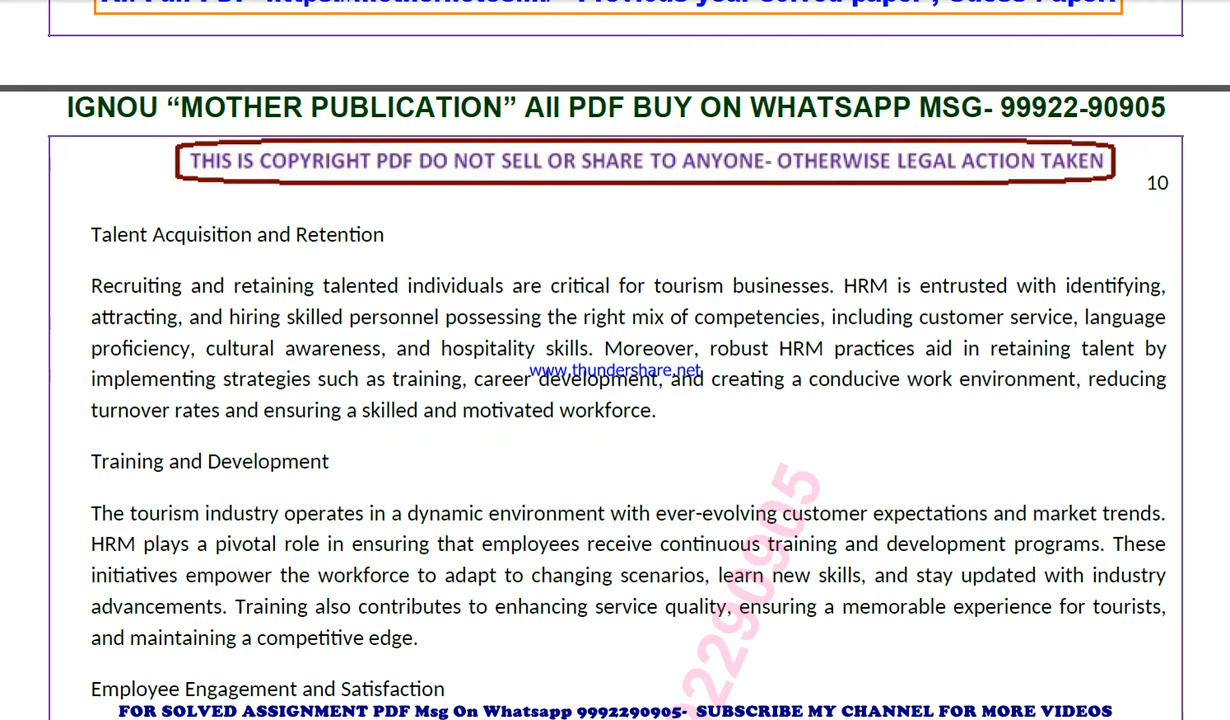 IGNOU “MOTHER PUBLICATION” All PDF BUY ON WHATSAPP MSG- 99922-90905
THIS IS COPYRIGHT PDF DO NOT SELL OR SHARE TO ANYONE- OTHERWISE LEGAL ACTION TAKEN
10
Talent Acquisition and Retention
Recruiting and retaining talented individuals are critical for tourism businesses. HRM is entrusted with identifying,
attracting, and hiring skilled personnel possessing the right mix of competencies, including customer service, language
proficiency, cultural awareness, and hospitality skills. Moreover, robust HRM practices aid in retaining talent by
www.thundershare.net
implementing strategies such as training, career development, and creating a conducive work environment, reducing
turnover rates and ensuring a skilled and motivated workforce.
Training and Development
The tourism industry operates in a dynamic environment with ever-evolving customer expectations and market trends.
HRM plays a pivotal role in ensuring that employees receive continuous training and development programs. These
initiatives empower the workforce to adapt to changing scenarios, learn new skills, and stay updated with industry
advancements. Training also contributes to enhancing service quality, ensuring a memorable experience for tourists,
and maintaining a competitive edge.
Employee Engagement and Satisfaction
FOR SOLVED ASSIGNMENT PDF Msg On Whatsapp 9992290905- SUBSCRIBE MY CHANNEL FOR MORE VIDEOS